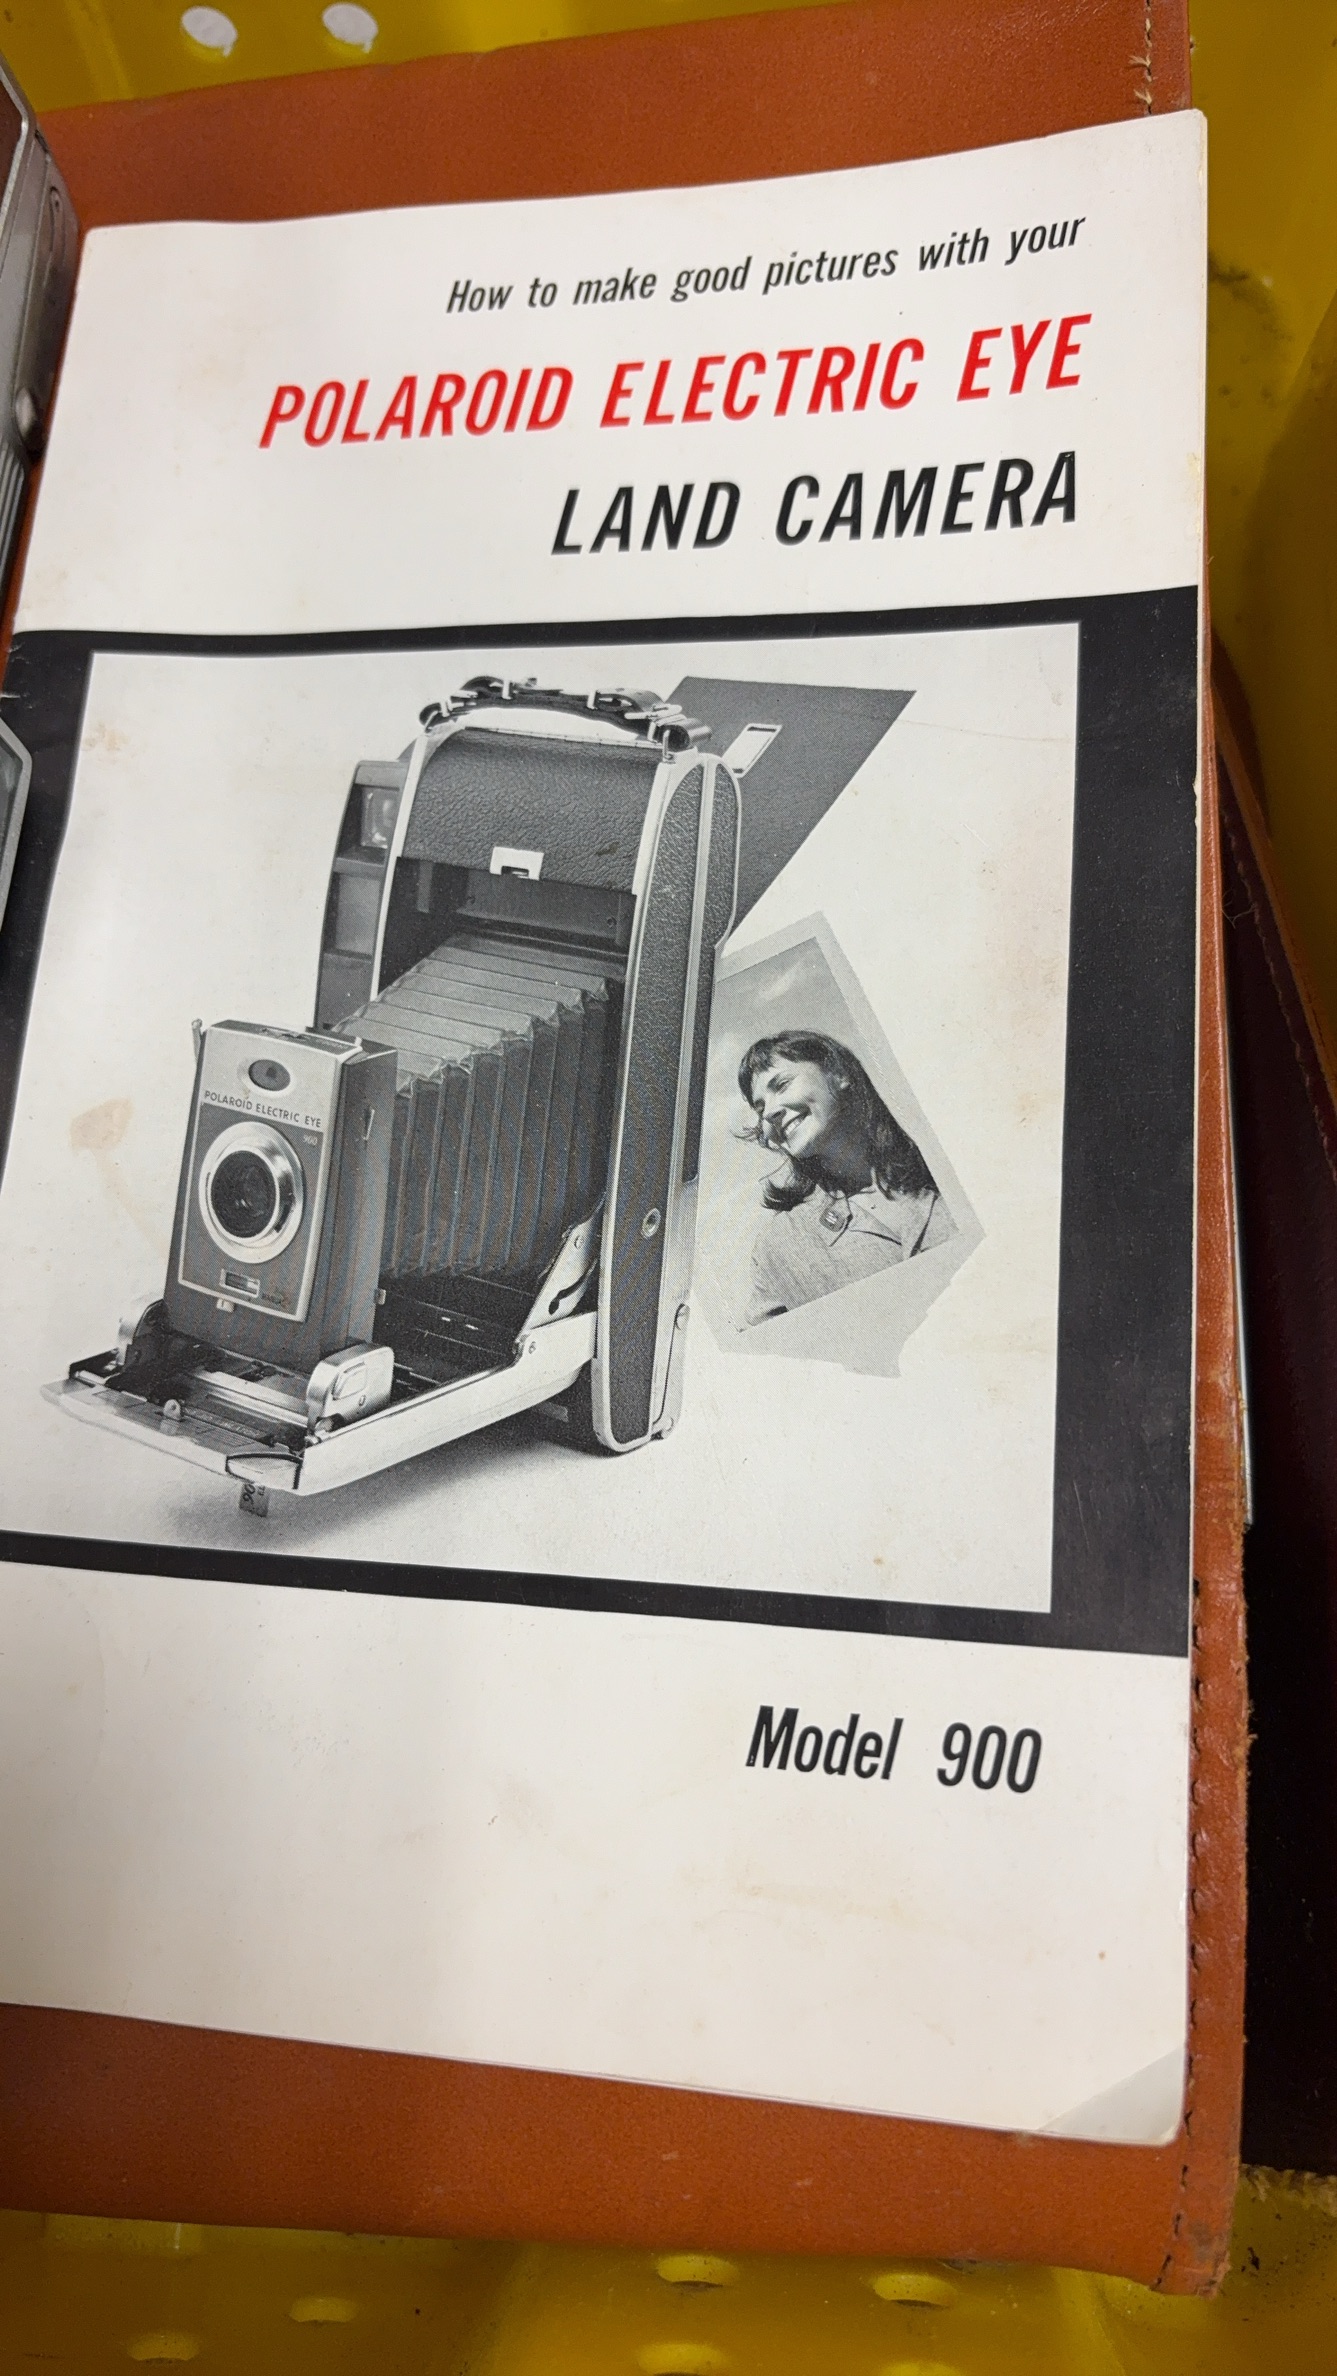 How to make good pictures with your
POLAROID ELECTRIC EYE
LAND CAMERA
POLAROID ELECTRIC EYE
900
Model 900